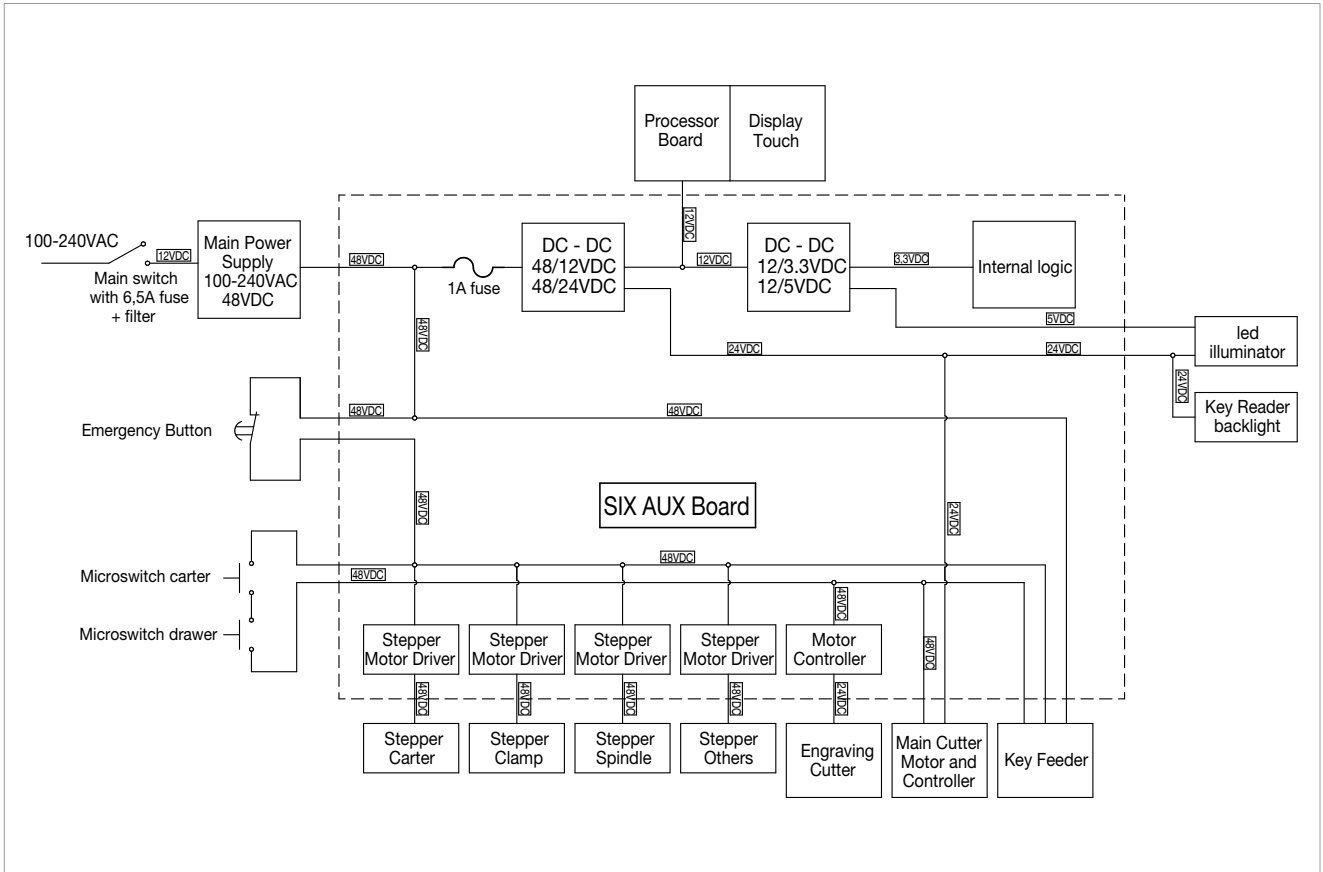 Processor
Board
Display
Touch
12VDC
100-240VAC
12VDC
Main switch
with 6,5A fuse
+ filter
Main Power
Supply
100-240VAC
48VDC
48VDC
1A fuse
DC - DC
48/12VDC
48/24VDC
12VDC
DC - DC
12/3.3VDC
12/5VDC
3,3VDC
Internal logic
5VDC
led
illuminator
48VDC
24VDC
24VDC
24VDC
Key Reader
backlight
Emergency Button
48VDC
48VDC
SIX AUX Board
48VDC
24VDC
Microswitch carter
Microswitch drawer
48VDC
48VDC
48VDC
48VDC
Stepper
Motor Driver
Stepper
Motor Driver
Stepper
Motor Driver
Stepper
Motor Driver
Motor
Controller
48VDC
48VDC
48VDC
48VDC
24VDC
Stepper
Carter
Stepper
Clamp
Stepper
Spindle
Stepper
Others
Engraving
Cutter
Main Cutter
Motor and
Controller
Key Feeder